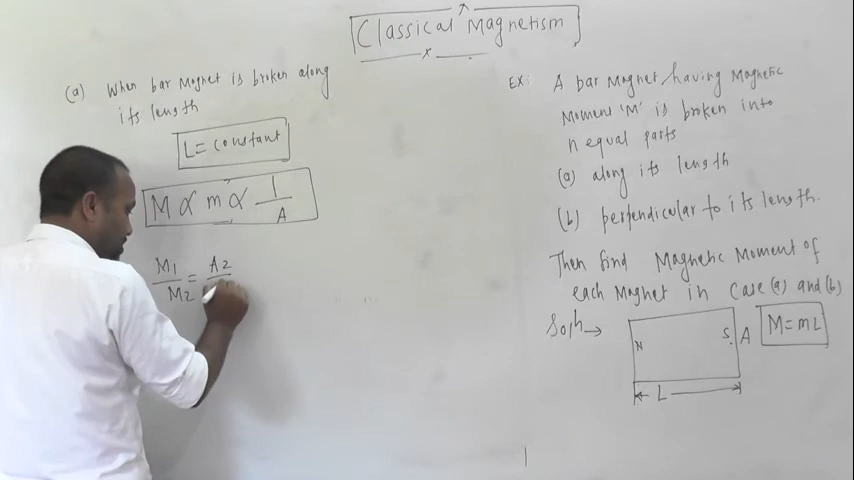 Classical Magnetism
(a) When bar Magnet is broken along
its length
L = constant
M ∝ m ∝ 1/A
M1/M2 = A2/
Ex: A bar Magnet having Magnetic
Moment 'M' is broken into
n equal parts
(a) along its length
(b) perpendicular to its length.
Then find Magnetic Moment of
each Magnet in case (a) and (b)
Soln →
N S A
L
M = mL